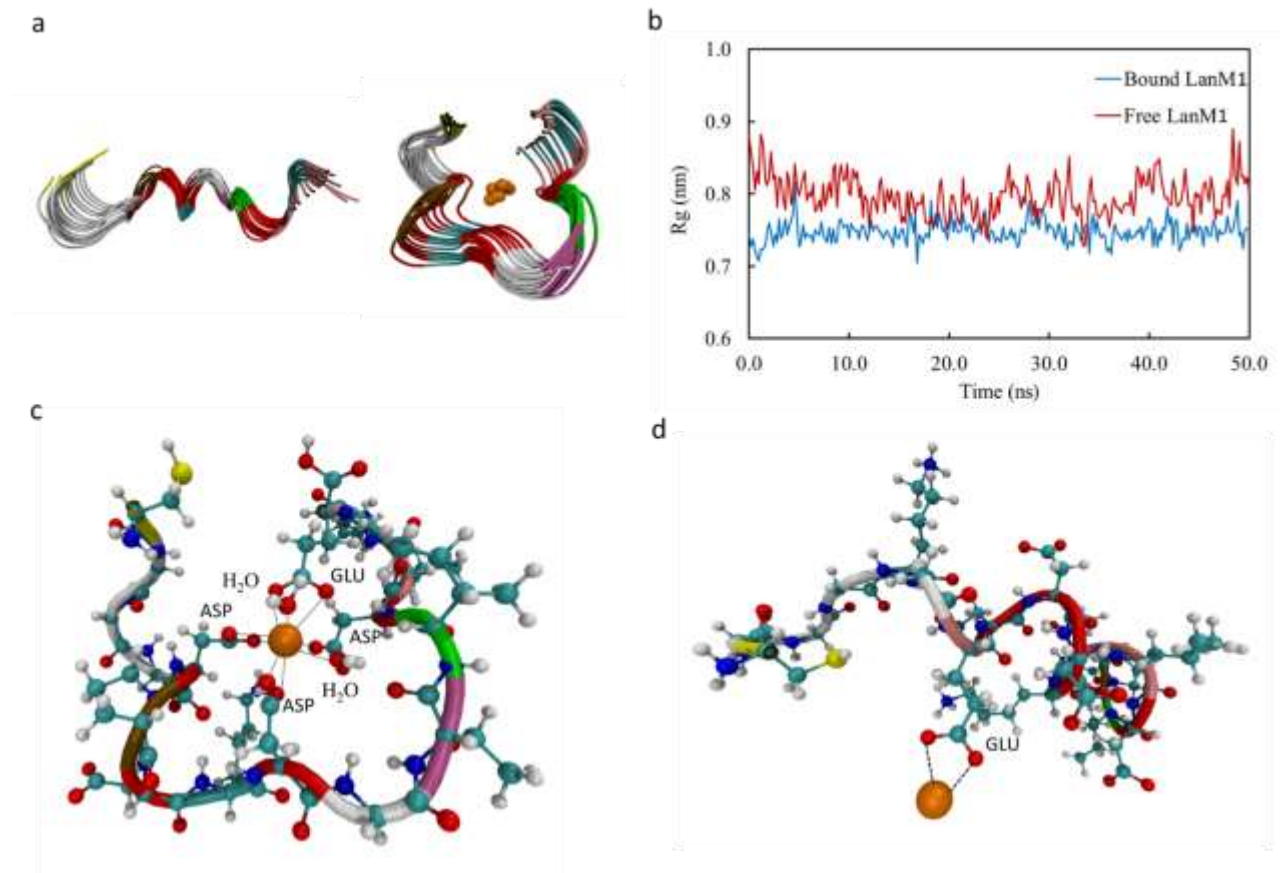 a
b
1.0
Bound LanM1
Free LanM1
0.9
0.8
Rg (nm)
0.7
0.6
0.0 10.0 20.0 30.0 40.0 50.0
Time (ns)
c
d
H₂O
GLU
ASP
ASP
H₂O
ASP
GLU